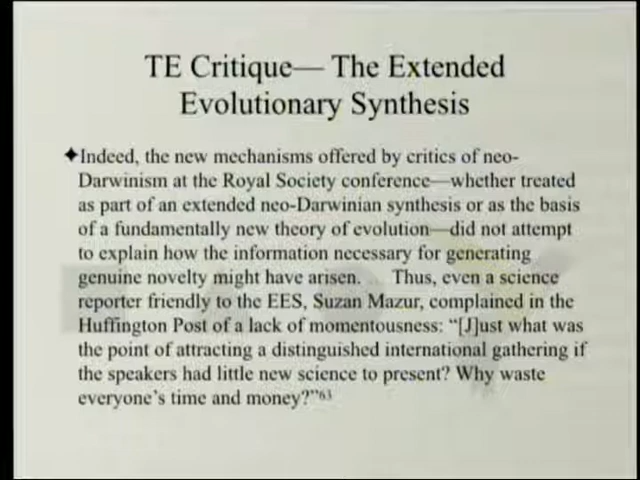 TE Critique— The Extended
Evolutionary Synthesis
✦Indeed, the new mechanisms offered by critics of neo-
Darwinism at the Royal Society conference—whether treated
as part of an extended neo-Darwinian synthesis or as the basis
of a fundamentally new theory of evolution—did not attempt
to explain how the information necessary for generating
genuine novelty might have arisen. ... Thus, even a science
reporter friendly to the EES, Suzan Mazur, complained in the
Huffington Post of a lack of momentousness: “[J]ust what was
the point of attracting a distinguished international gathering if
the speakers had little new science to present? Why waste
everyone’s time and money?”⁶³